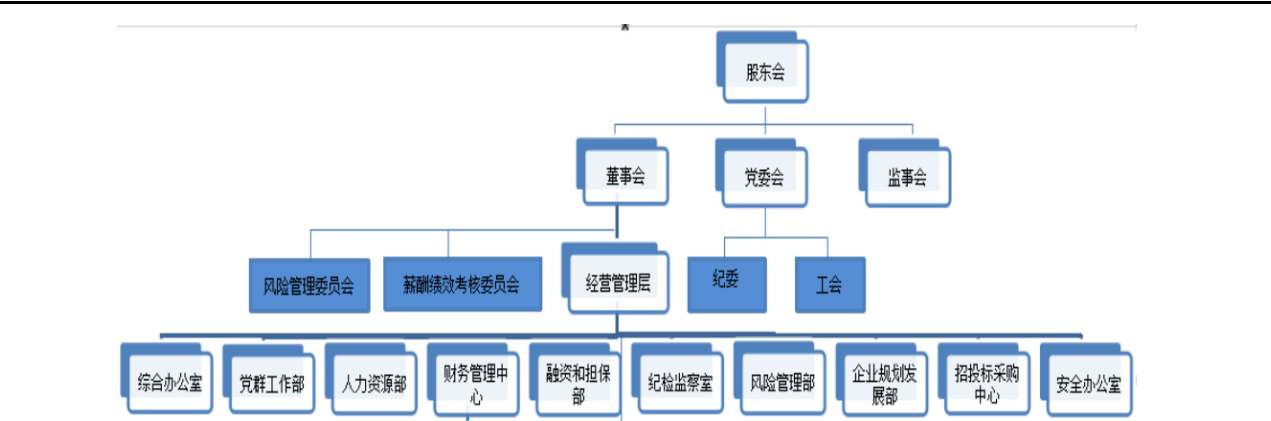 股东会
董事会
党委会
监事会
风险管理委员会
薪酬绩效考核委员会
经营管理层
纪委
工会
综合办公室
党群工作部
人力资源部
财务管理中
心
融资和担保
部
纪检监察室
风险管理部
企业规划发
展部
招投标采购
中心
安全办公室